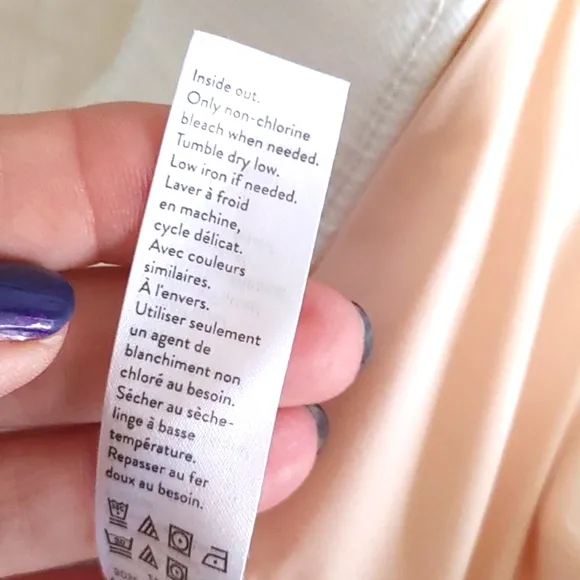 Inside out.
Only non-chlorine
bleach when needed.
Tumble dry low.
Low iron if needed.
Laver à froid
en machine,
cycle délicat.
Avec couleurs
similaires.
À l'envers.
Utiliser seulement
un agent de
blanchiment non
chloré au besoin.
Sécher au sèche-
linge à basse
température.
Repasser au fer
doux au besoin.